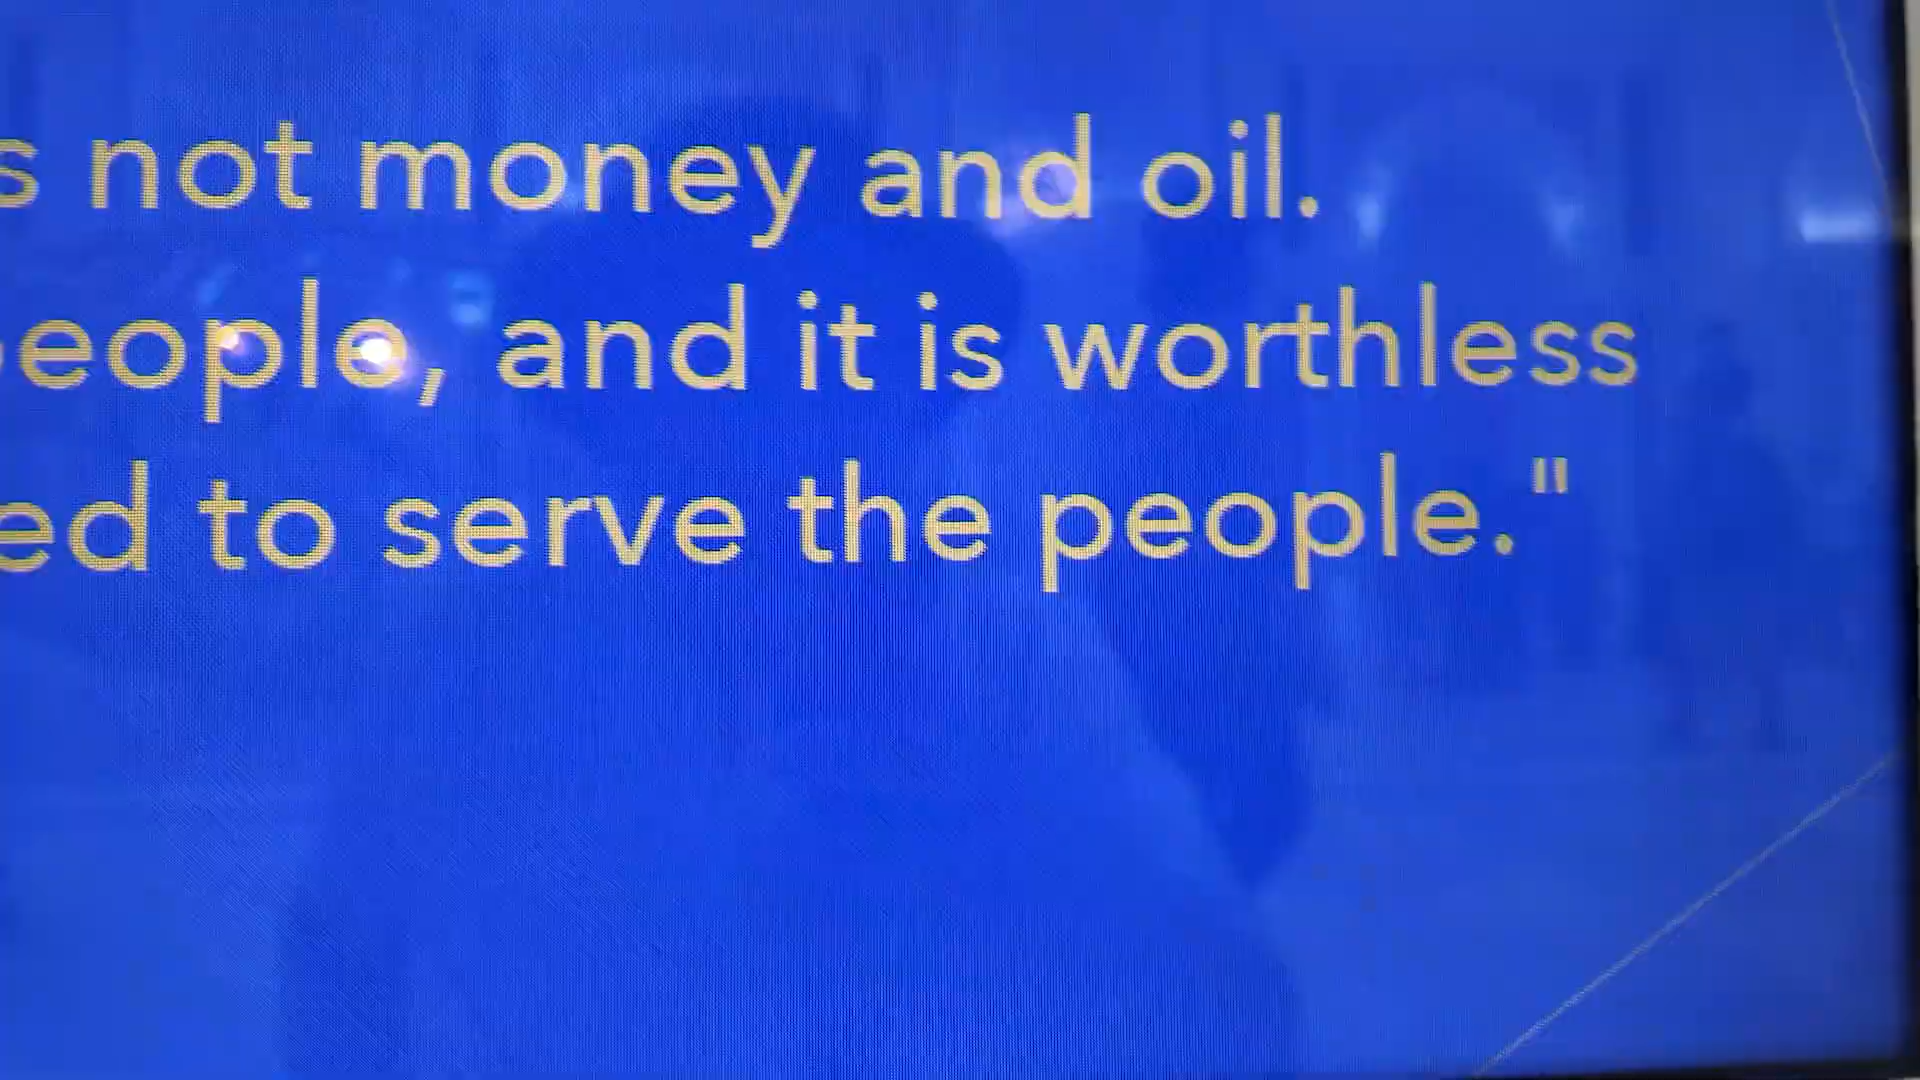 s not money and oil.
eople, and it is worthless
ed to serve the people."